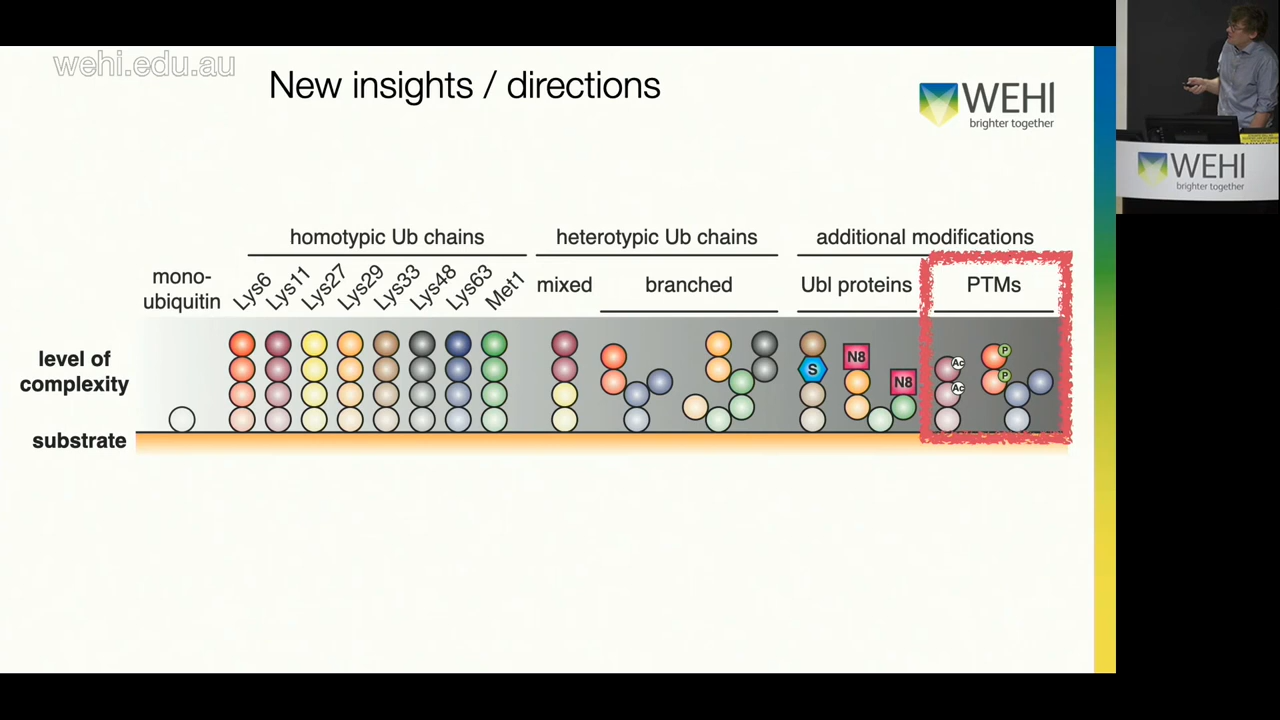 wehi.edu.au
New insights / directions
WEHI
brighter together
WEHI
brighter together
homotypic Ub chains
heterotypic Ub chains
additional modifications
mono-
ubiquitin
Lys6
Lys11
Lys27
Lys29
Lys33
Lys48
Lys63
Met1
mixed
branched
Ubl proteins
PTMs
level of
complexity
S
N8
N8
Ac
Ac
P
P
substrate